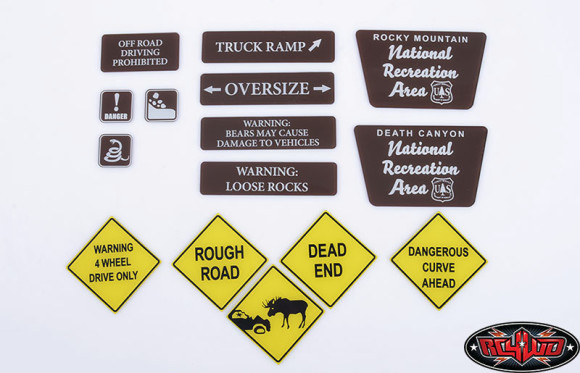 OFF ROAD
DRIVING
PROHIBITED
TRUCK RAMP
ROCKY MOUNTAIN
National
Recreation
Area
US
OVERSIZE
!
DANGER
WARNING:
BEARS MAY CAUSE
DAMAGE TO VEHICLES
DEATH CANYON
National
Recreation
Area
US
WARNING:
LOOSE ROCKS
WARNING
4 WHEEL
DRIVE ONLY
ROUGH
ROAD
DEAD
END
DANGEROUS
CURVE
AHEAD
RC4WD